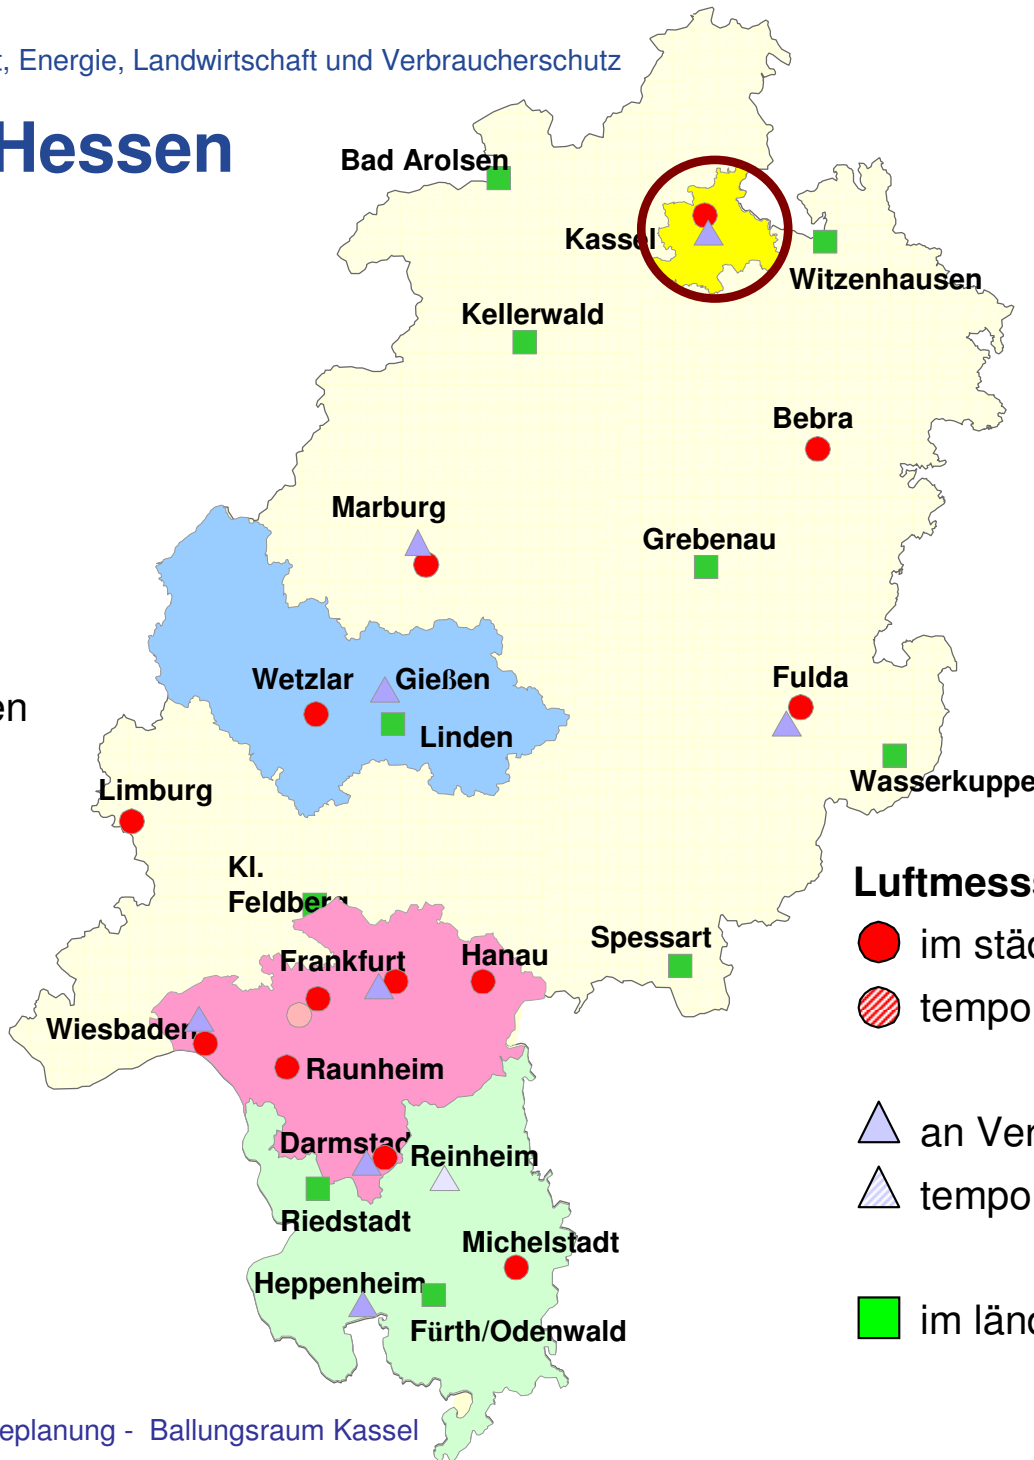 , Energie, Landwirtschaft und Verbraucherschutz
Hessen
Bad Arolsen
Kassel
Witzenhausen
Kellerwald
Bebra
Marburg
Grebenau
Wetzlar
Gießen
Linden
Fulda
en
Wasserkuppe
Limburg
Kl.
Feldberg
Luftmess
im städ
tempo
Spessart
Frankfurt
Hanau
Wiesbaden
Raunheim
an Ver
tempo
Darmstad
Reinheim
Riedstadt
Michelstadt
Heppenheim
Fürth/Odenwald
im länd
eplanung - Ballungsraum Kassel